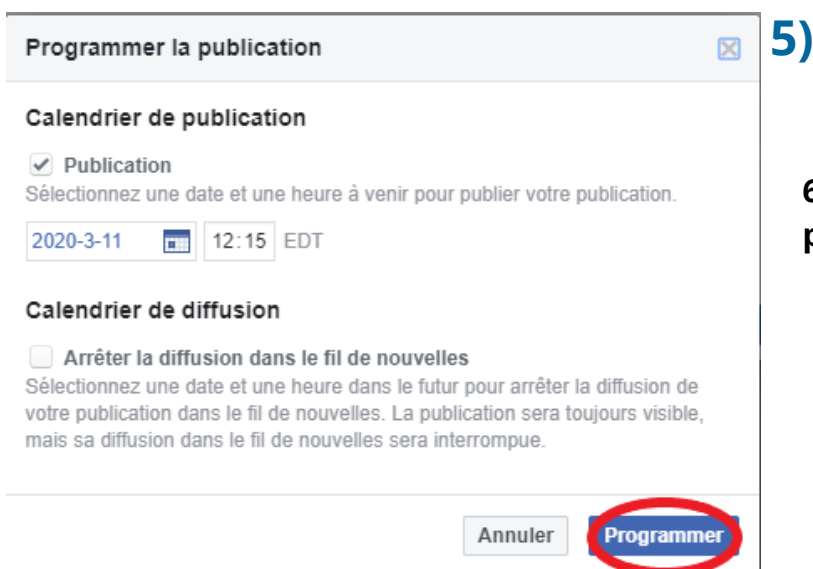 Programmer la publication
5)
Calendrier de publication
Publication
Sélectionnez une date et une heure à venir pour publier votre publication.
2020-3-11 12:15 EDT
Calendrier de diffusion
Arrêter la diffusion dans le fil de nouvelles
Sélectionnez une date et une heure dans le futur pour arrêter la diffusion de
votre publication dans le fil de nouvelles. La publication sera toujours visible,
mais sa diffusion dans le fil de nouvelles sera interrompue.
Annuler Programmer